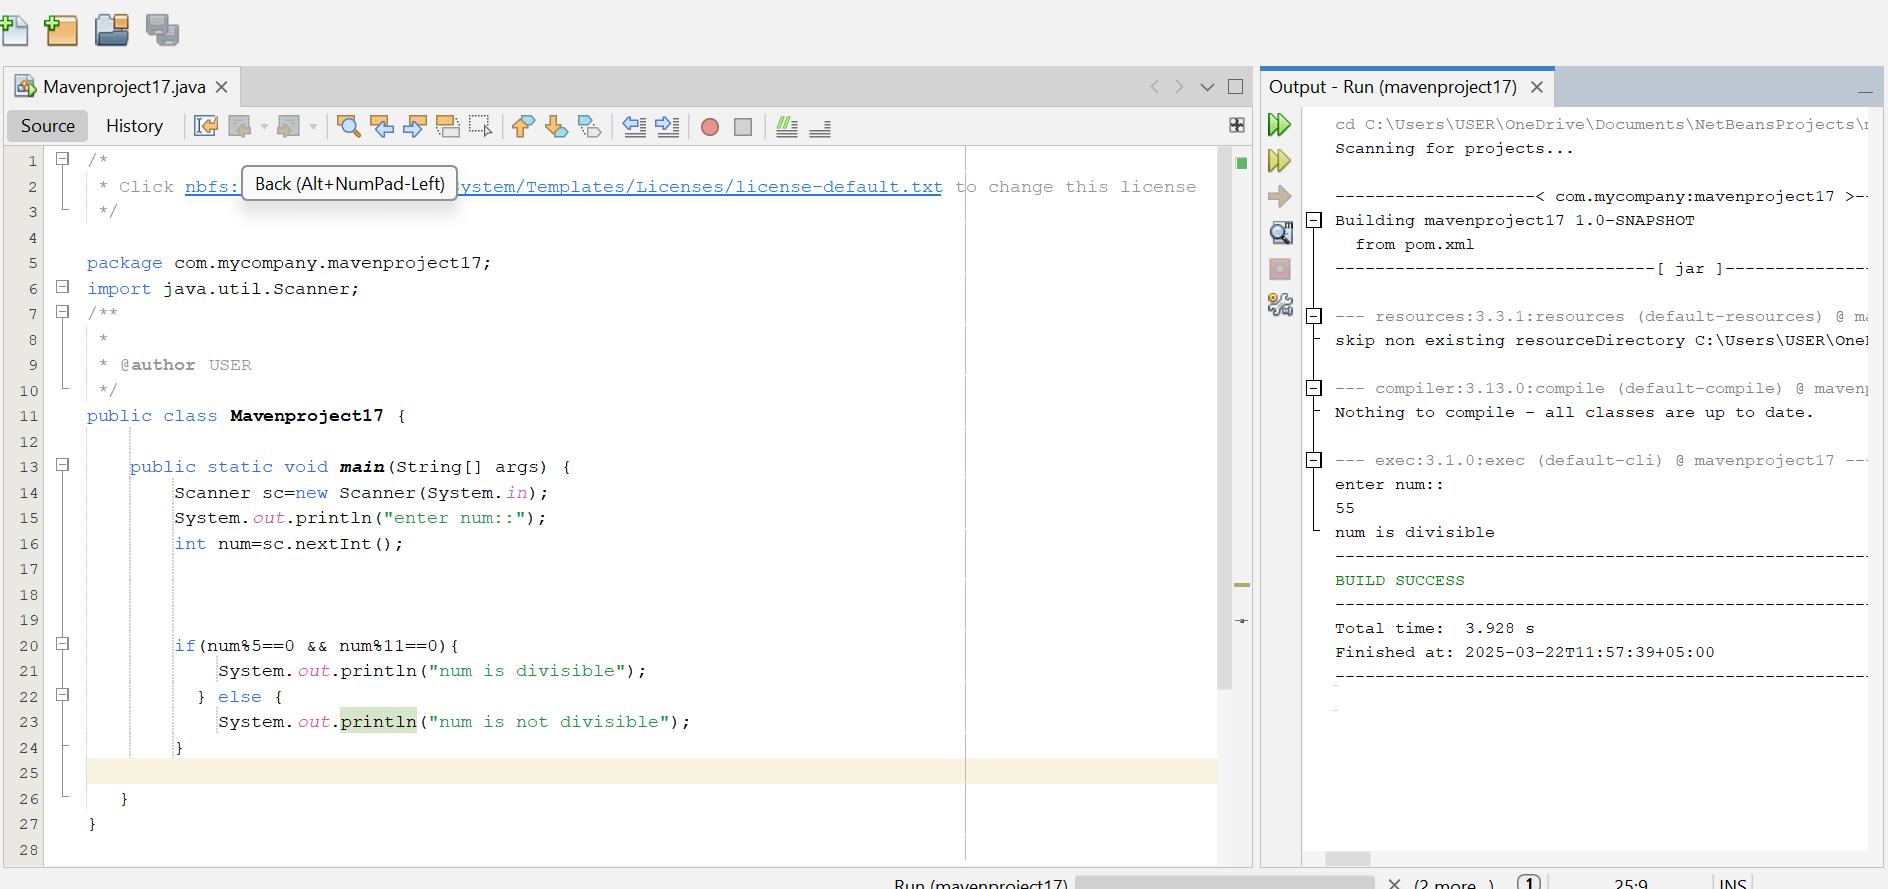 Mavenproject17.java
Source History
1 /*
2 * Click nbfs: Back (Alt+NumPad-Left) System/Templates/Licenses/license-default.txt to change this license
3 */
4
5 package com.mycompany.mavenproject17;
6 import java.util.Scanner;
7 /**
8 *
9 * @author USER
10 */
11 public class Mavenproject17 {
12
13 public static void main(String[] args) {
14 Scanner sc=new Scanner(System.in);
15 System.out.println("enter num::");
16 int num=sc.nextInt();
17
18
19
20 if(num%5==0 && num%11==0){
21 System.out.println("num is divisible");
22 } else {
23 System.out.println("num is not divisible");
24 }
25
26 }
27 }
28
Output - Run (mavenproject17)
cd C:\Users\USER\OneDrive\Documents\NetBeansProjects\
Scanning for projects...
--------------------< com.mycompany:mavenproject17 >--
Building mavenproject17 1.0-SNAPSHOT
from pom.xml
--------------------------------[ jar ]---------------
--- resources:3.3.1:resources (default-resources) @
skip non existing resourceDirectory C:\Users\USER\
--- compiler:3.13.0:compile (default-compile) @
Nothing to compile - all classes are up to date.
--- exec:3.1.0:exec (default-cli) @ mavenproject17 ---
enter num::
55
num is divisible
------------------------------------------------------
BUILD SUCCESS
------------------------------------------------------
Total time: 3.928 s
Finished at: 2025-03-22T11:57:39+05:00
------------------------------------------------------
Run (mavenproject17) (2 more...) 1 25:9 INS